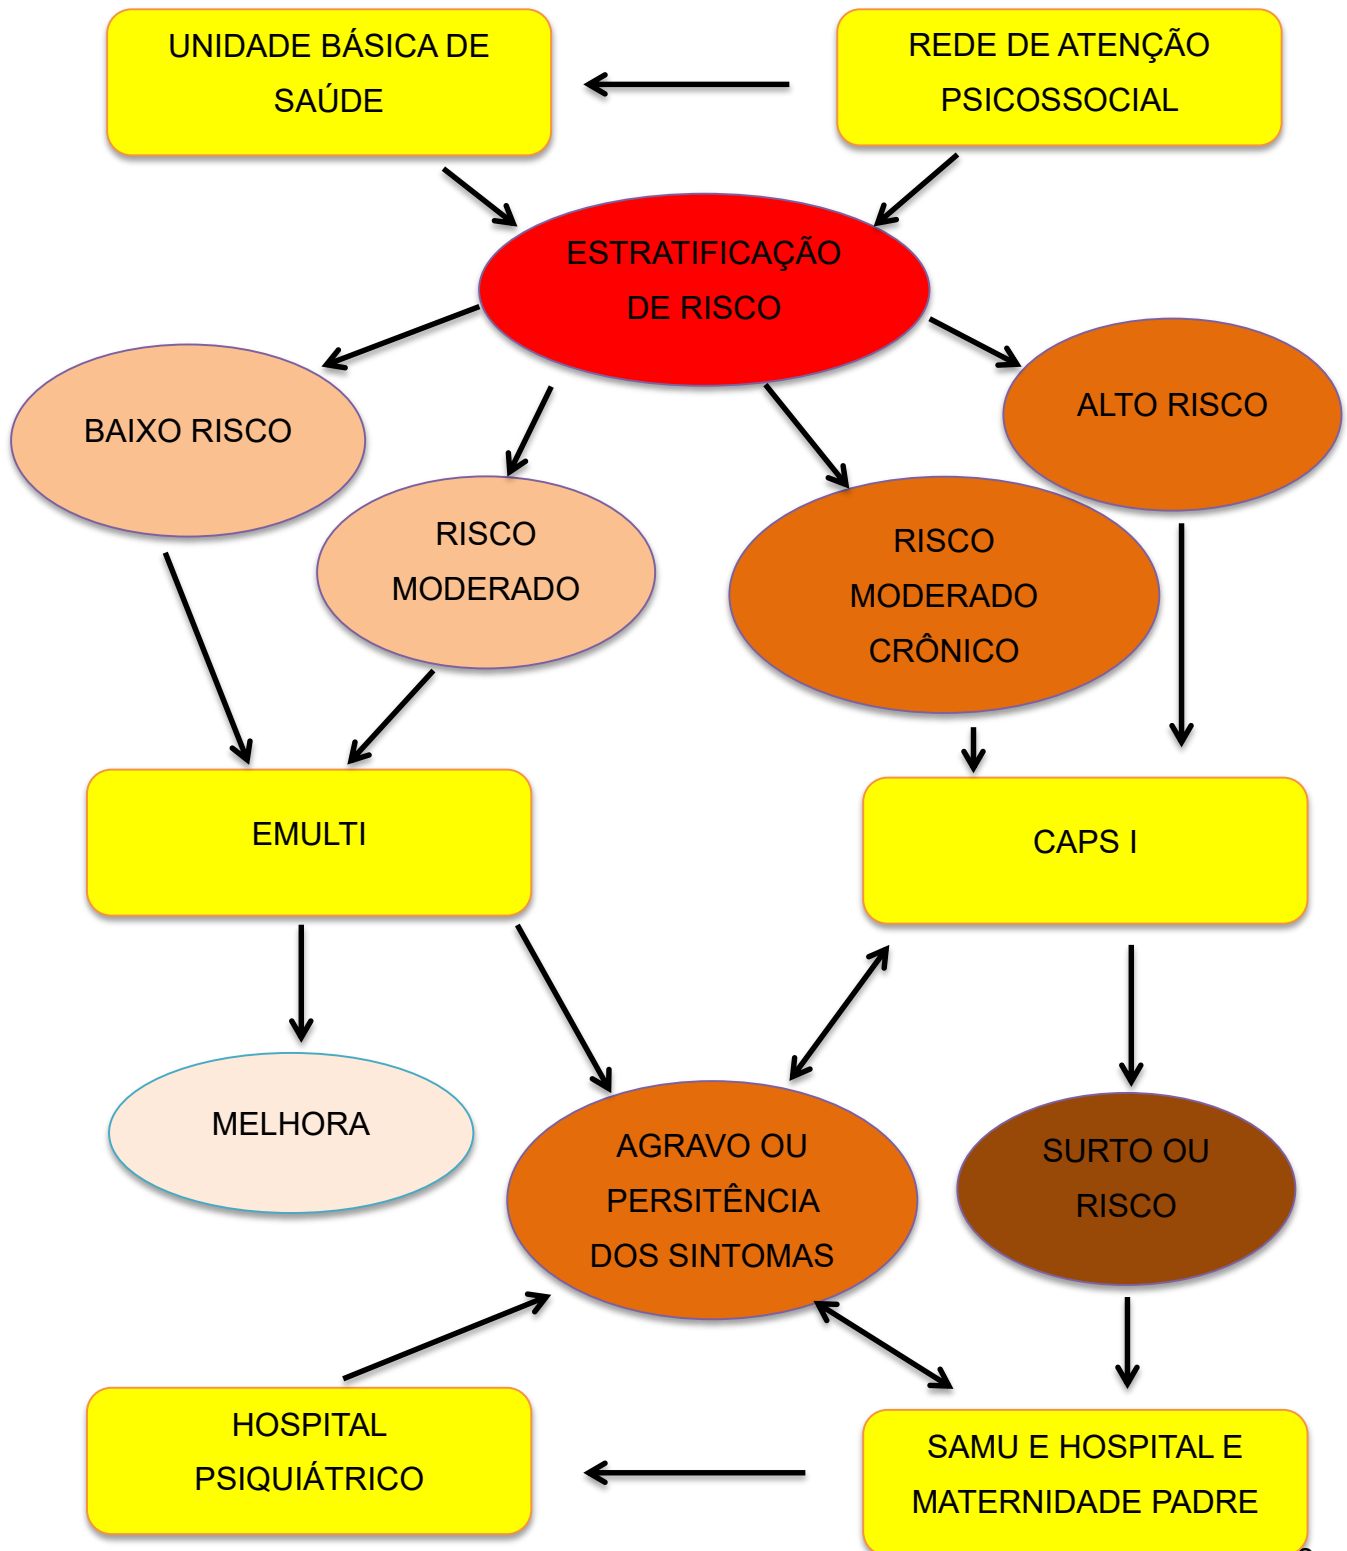 UNIDADE BÁSICA DE
SAÚDE
REDE DE ATENÇÃO
PSICOSSOCIAL
ESTRATIFICAÇÃO
DE RISCO
BAIXO RISCO
ALTO RISCO
RISCO
MODERADO
RISCO
MODERADO
CRÔNICO
EMULTI
CAPS I
MELHORA
AGRAVO OU
PERSITÊNCIA
DOS SINTOMAS
SURTO OU
RISCO
HOSPITAL
PSIQUIÁTRICO
SAMU E HOSPITAL E
MATERNIDADE PADRE